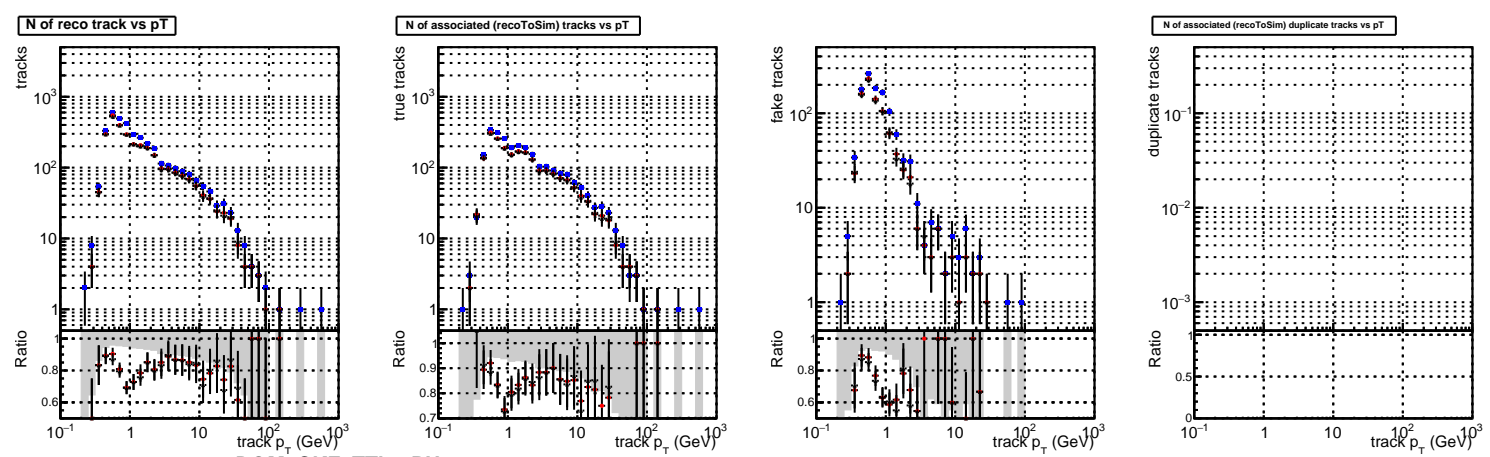 N of reco track vs pT
N of associated (recoToSim) tracks vs pT
N of associated (recoToSim) duplicate tracks vs pT
tracks
10³
10²
10
1
Ratio
1
0.8
0.6
10⁻¹ 1 10 10² 10³
track p_T (GeV)
true tracks
10³
10²
10
1
Ratio
1
0.9
0.8
0.7
10⁻¹ 1 10 10² 10³
track p_T (GeV)
fake tracks
10²
10
1
Ratio
1
0.8
0.6
10⁻¹ 1 10 10² 10³
track p_T (GeV)
duplicate tracks
10⁻¹
10⁻²
10⁻³
Ratio
1
0.5
0
10⁻¹ 1 10 10² 10³
track p_T (GeV)